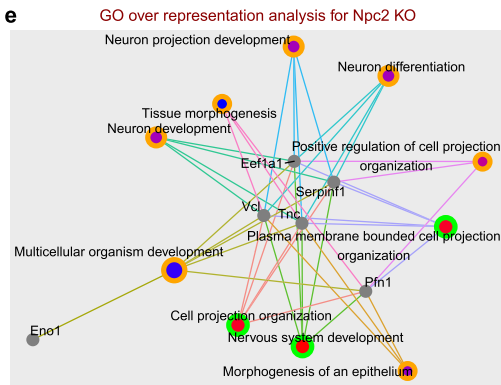 e
GO over representation analysis for Npc2 KO
Neuron projection development
Neuron differentiation
Tissue morphogenesis
Neuron development
Positive regulation of cell projection
organization
Eef1a1
Serpinf1
Vcl
Tnc
Plasma membrane bounded cell projection
organization
Multicellular organism development
Pfn1
Cell projection organization
Eno1
Nervous system development
Morphogenesis of an epithelium